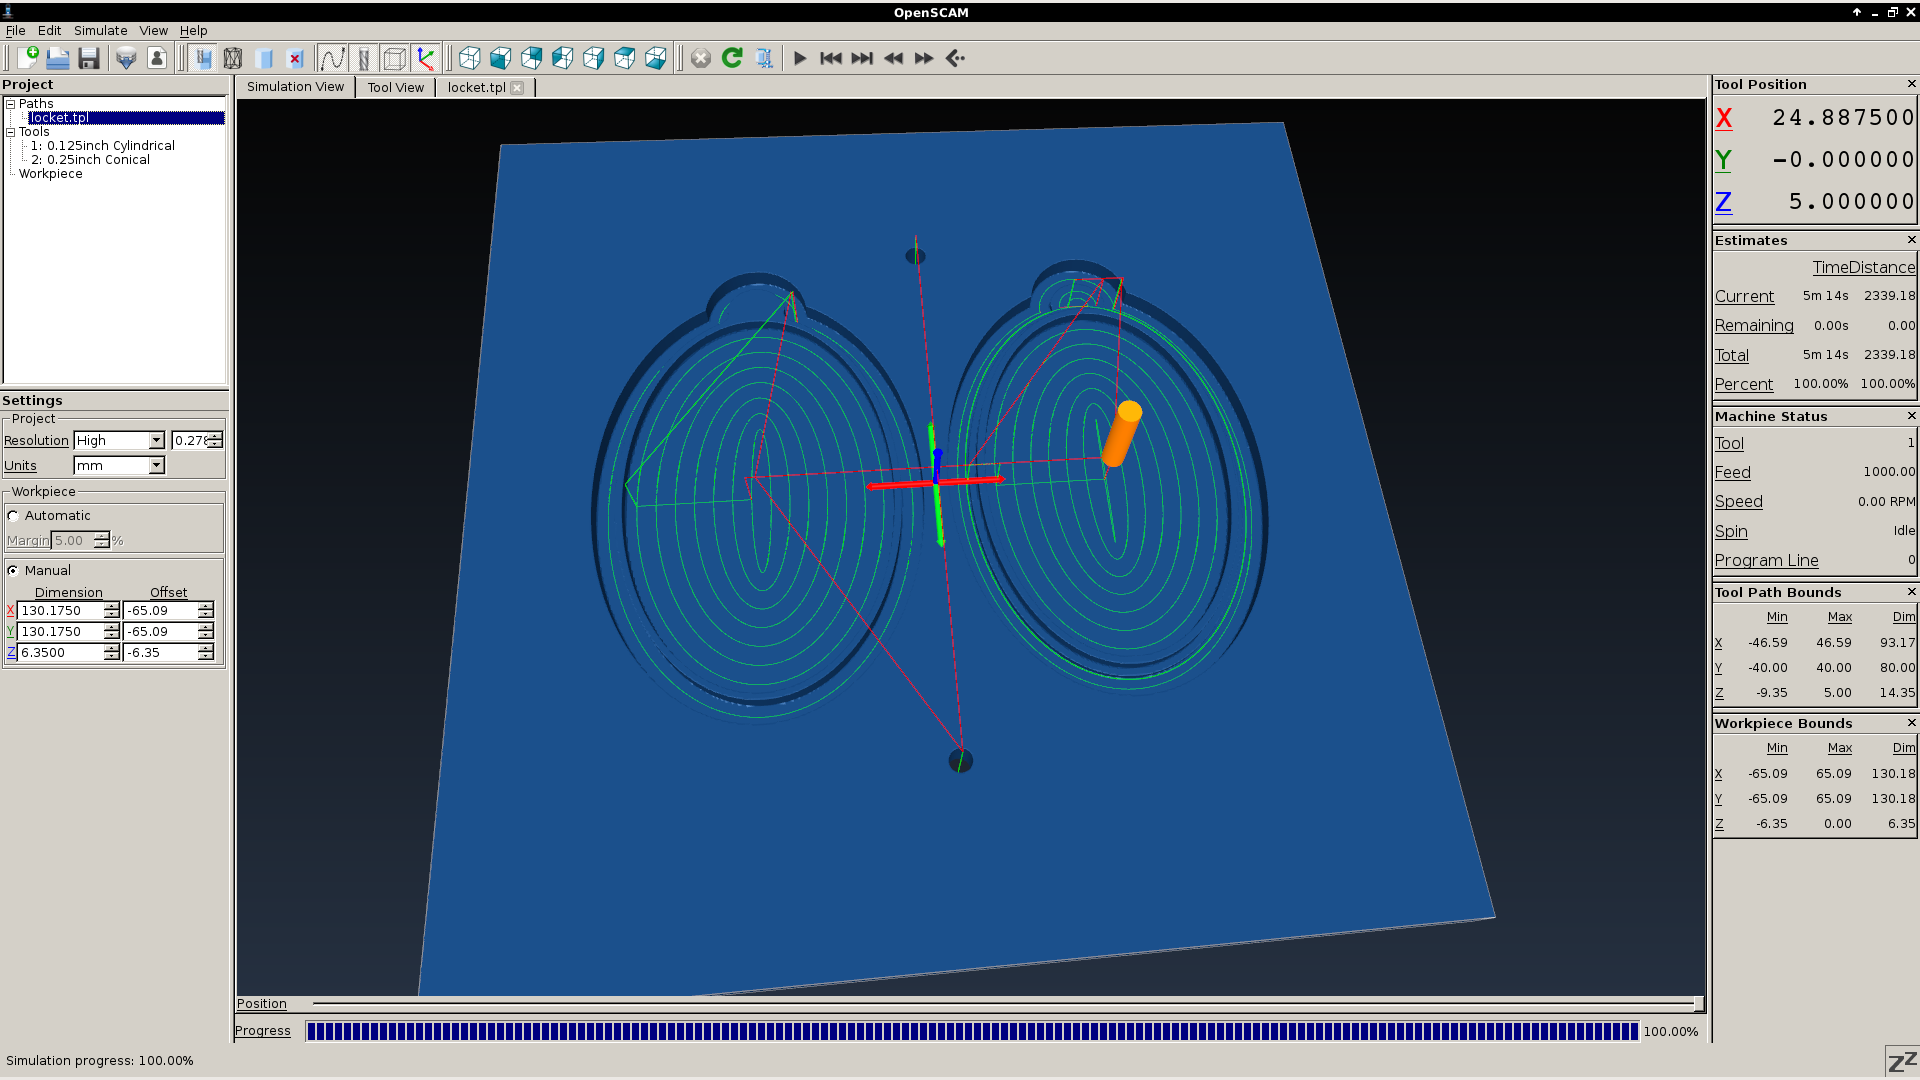 OpenSCAM
File Edit Simulate View Help
Project
Paths
locket.tpl
Tools
1: 0.125inch Cylindrical
2: 0.25inch Conical
Workpiece
Settings
Project
Resolution High 0.278
Units mm
Workpiece
Automatic
Margin 5.00 %
Manual
Dimension Offset
X 130.1750 -65.09
Y 130.1750 -65.09
Z 6.3500 -6.35
Simulation View Tool View locket.tpl
Position
Progress 100.00%
Simulation progress: 100.00%
Tool Position
X 24.887500
Y -0.000000
Z 5.000000
Estimates
Time Distance
Current 5m 14s 2339.18
Remaining 0.00s 0.00
Total 5m 14s 2339.18
Percent 100.00% 100.00%
Machine Status
Tool 1
Feed 1000.00
Speed 0.00 RPM
Spin Idle
Program Line 0
Tool Path Bounds
Min Max Dim
X -46.59 46.59 93.17
Y -40.00 40.00 80.00
Z -9.35 5.00 14.35
Workpiece Bounds
Min Max Dim
X -65.09 65.09 130.18
Y -65.09 65.09 130.18
Z -6.35 0.00 6.35
zz